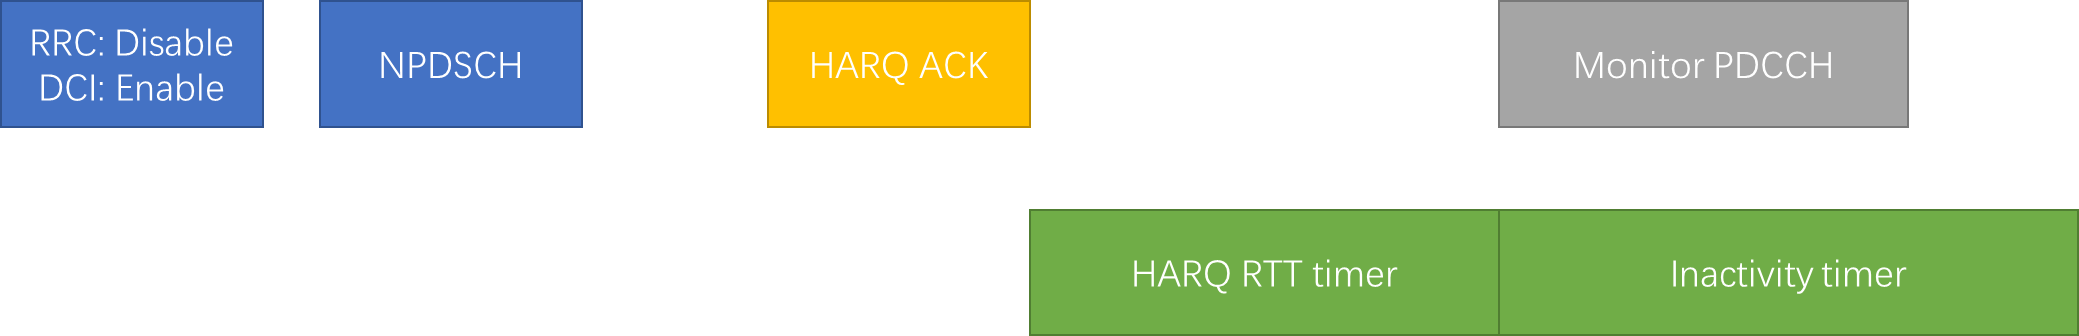 RRC: Disable
DCI: Enable
NPDSCH
HARQ ACK
Monitor PDCCH
HARQ RTT timer
Inactivity timer